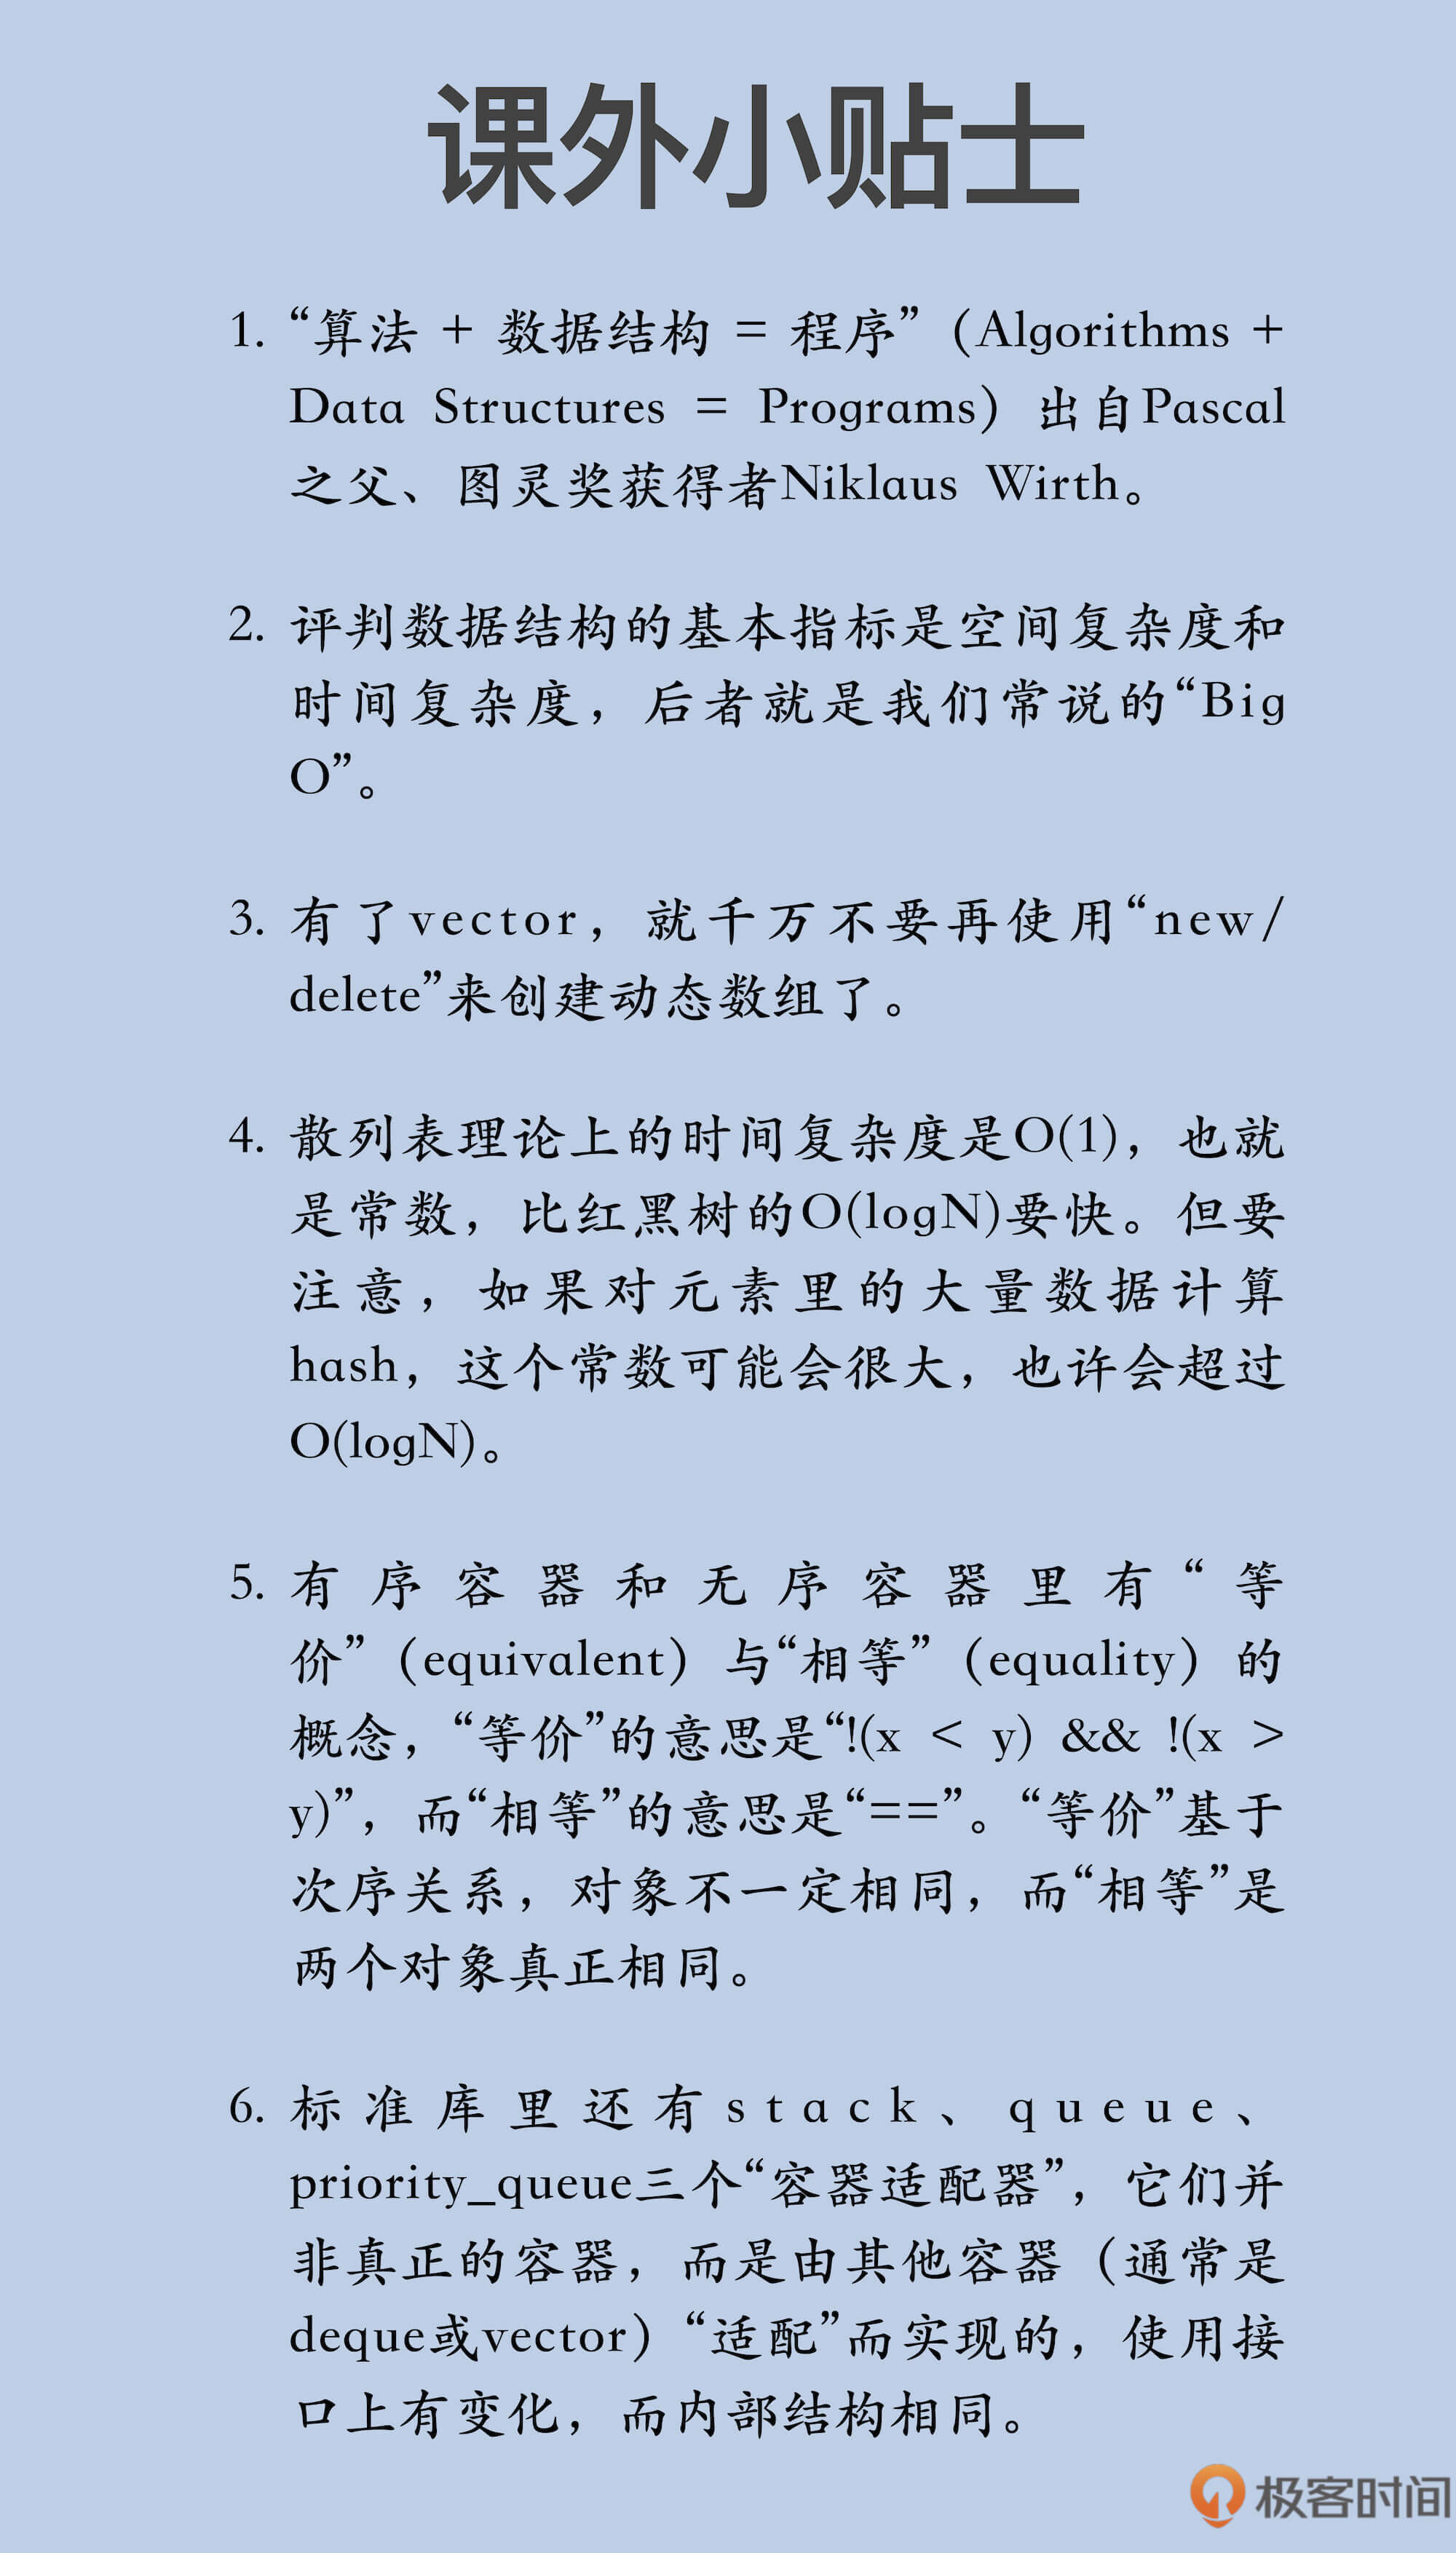 课外小贴士
1. “算法 + 数据结构 = 程序”（Algorithms +
Data Structures = Programs）出自Pascal
之父、图灵奖获得者Niklaus Wirth。
2. 评判数据结构的基本指标是空间复杂度和
时间复杂度，后者就是我们常说的“Big
O”。
3. 有了vector，就千万不要再使用“new/
delete”来创建动态数组了。
4. 散列表理论上的时间复杂度是O(1)，也就
是常数，比红黑树的O(logN)要快。但要
注意，如果对元素里的大量数据计算
hash，这个常数可能会很大，也许会超过
O(logN)。
5. 有序容器和无序容器里有“等
价”（equivalent）与“相等”（equality）的
概念，“等价”的意思是“!(x < y) && !(x >
y)”，而“相等”的意思是“==”。“等价”基于
次序关系，对象不一定相同，而“相等”是
两个对象真正相同。
6. 标准库里还有stack、queue、
priority_queue三个“容器适配器”，它们并
非真正的容器，而是由其他容器（通常是
deque或vector）“适配”而实现的，使用接
口上有变化，而内部结构相同。
极客时间